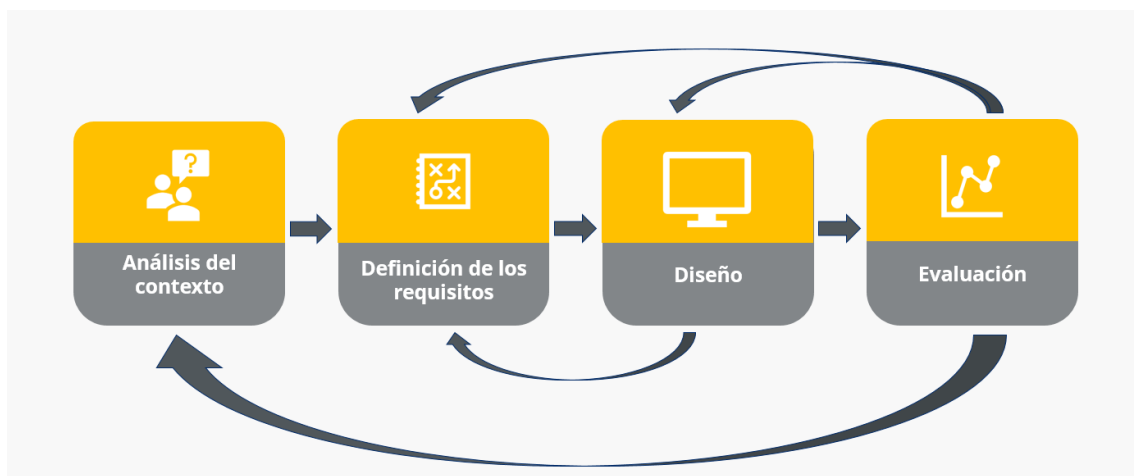 ?
Análisis del
contexto
Definición de los
requisitos
Diseño
Evaluación